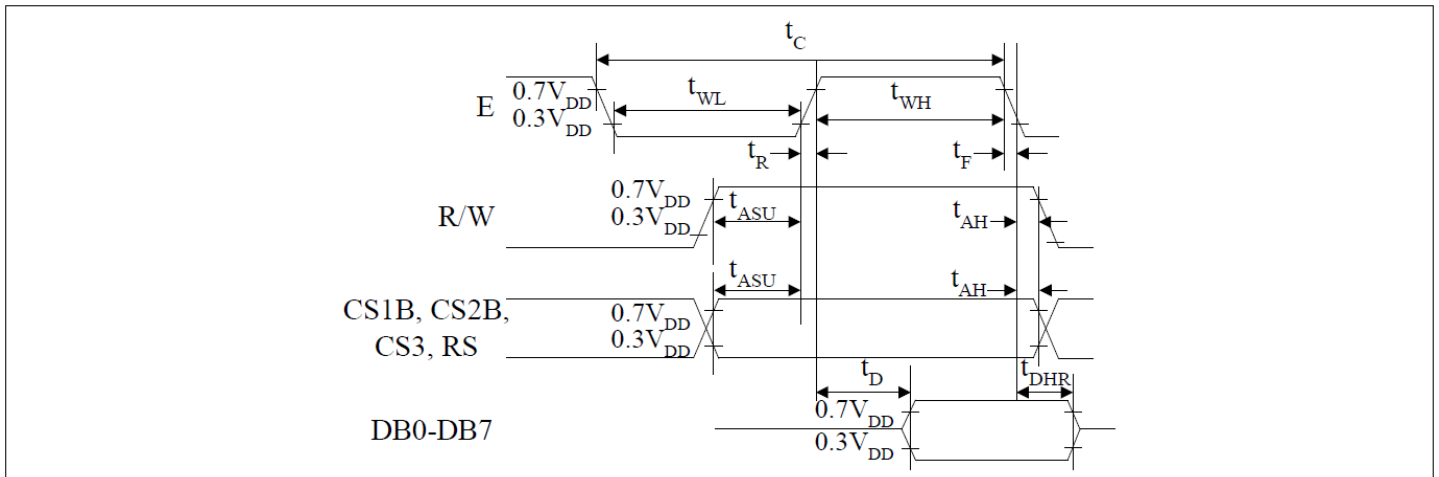 tC
0.7VDD
tWL
tWH
E
0.3VDD
tR
tF
0.7VDD
tASU
R/W
0.3VDD
tAH
tASU
tAH
CS1B, CS2B,
0.7VDD
CS3, RS
0.3VDD
tD
tDHR
0.7VDD
DB0-DB7
0.3VDD